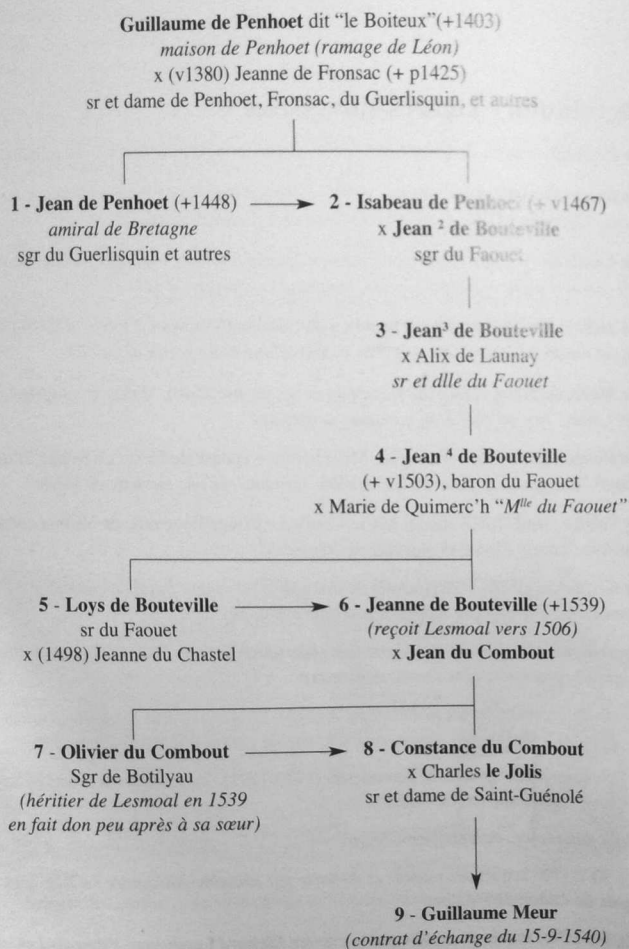 Guillaume de Penhoet dit "le Boiteux"(+1403)
maison de Penhoet (ramage de Léon)
x (v1380) Jeanne de Fronsac (+ p1425)
sr et dame de Penhoet, Fronsac, du Guerlisquin, et autres
1 - Jean de Penhoet (+1448)
amiral de Bretagne
sgr du Guerlisquin et autres
2 - Isabeau de Penhoet (+ v1467)
x Jean ² de Bouteville
sgr du Faouet
3 - Jean³ de Bouteville
x Alix de Launay
sr et dlle du Faouet
4 - Jean ⁴ de Bouteville
(+ v1503), baron du Faouet
x Marie de Quimerc'h “Mˡˡᵉ du Faouet”
5 - Loys de Bouteville
sr du Faouet
x (1498) Jeanne du Chastel
6 - Jeanne de Bouteville (+1539)
(reçoit Lesmoal vers 1506)
x Jean du Combout
7 - Olivier du Combout
Sgr de Botilyau
(héritier de Lesmoal en 1539
en fait don peu après à sa sœur)
8 - Constance du Combout
x Charles le Jolis
sr et dame de Saint-Guénolé
9 - Guillaume Meur
(contrat d'échange du 15-9-1540)